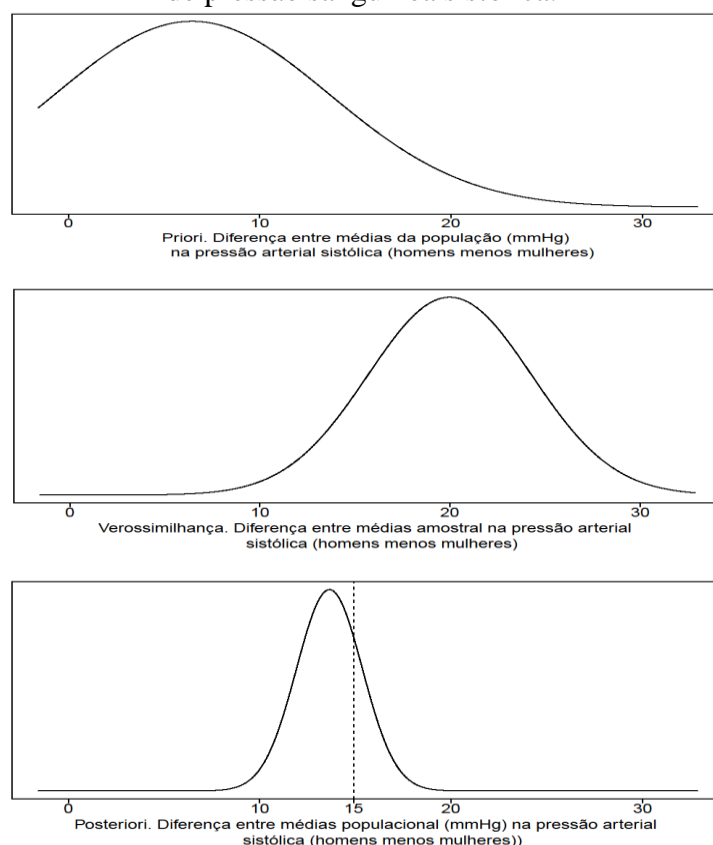 0 10 20 30
Priori. Diferença entre médias da população (mmHg)
na pressão arterial sistólica (homens menos mulheres)
0 10 20 30
Verossimilhança. Diferença entre médias amostral na pressão arterial
sistólica (homens menos mulheres)
0 10 15 20 30
Posteriori. Diferença entre médias populacional (mmHg) na pressão arterial
sistólica (homens menos mulheres))